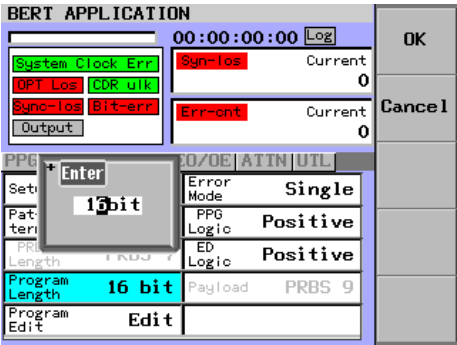 BERT APPLICATION
00:00:00:00 Log
OK
System Clock Err
Syn-los Current
OPT Los CDR ulk
0
Sync-los Bit-err
Err-cnt Current
Cancel
Output
0
PPG EO/OE ATTN UTL
Enter
16bit
Error Mode Single
Pattern
PPG Logic Positive
Length PRBS 7
ED Logic Positive
Program Length 16 bit
Payload PRBS 9
Program Edit Edit